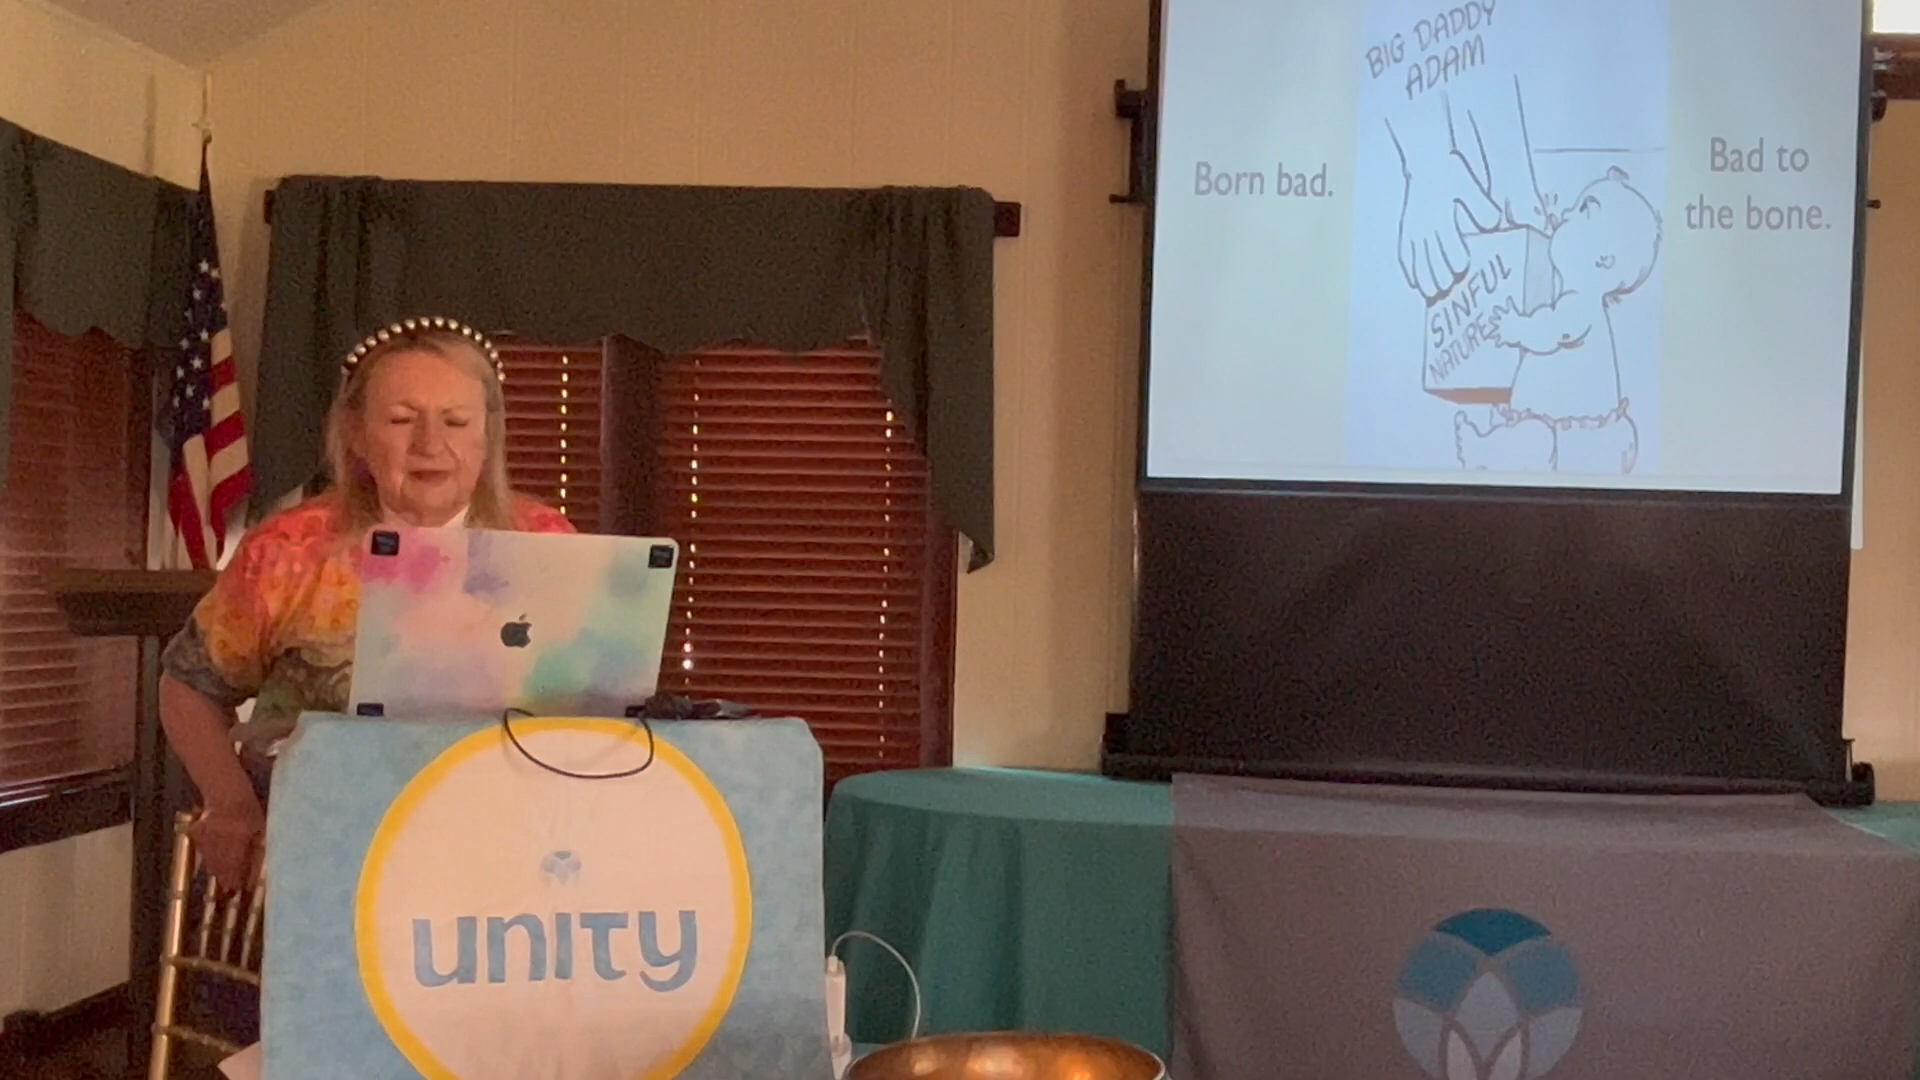 BIG DADDY
ADAM
Born bad.
Bad to
the bone.
SINFUL
NATURE
unity